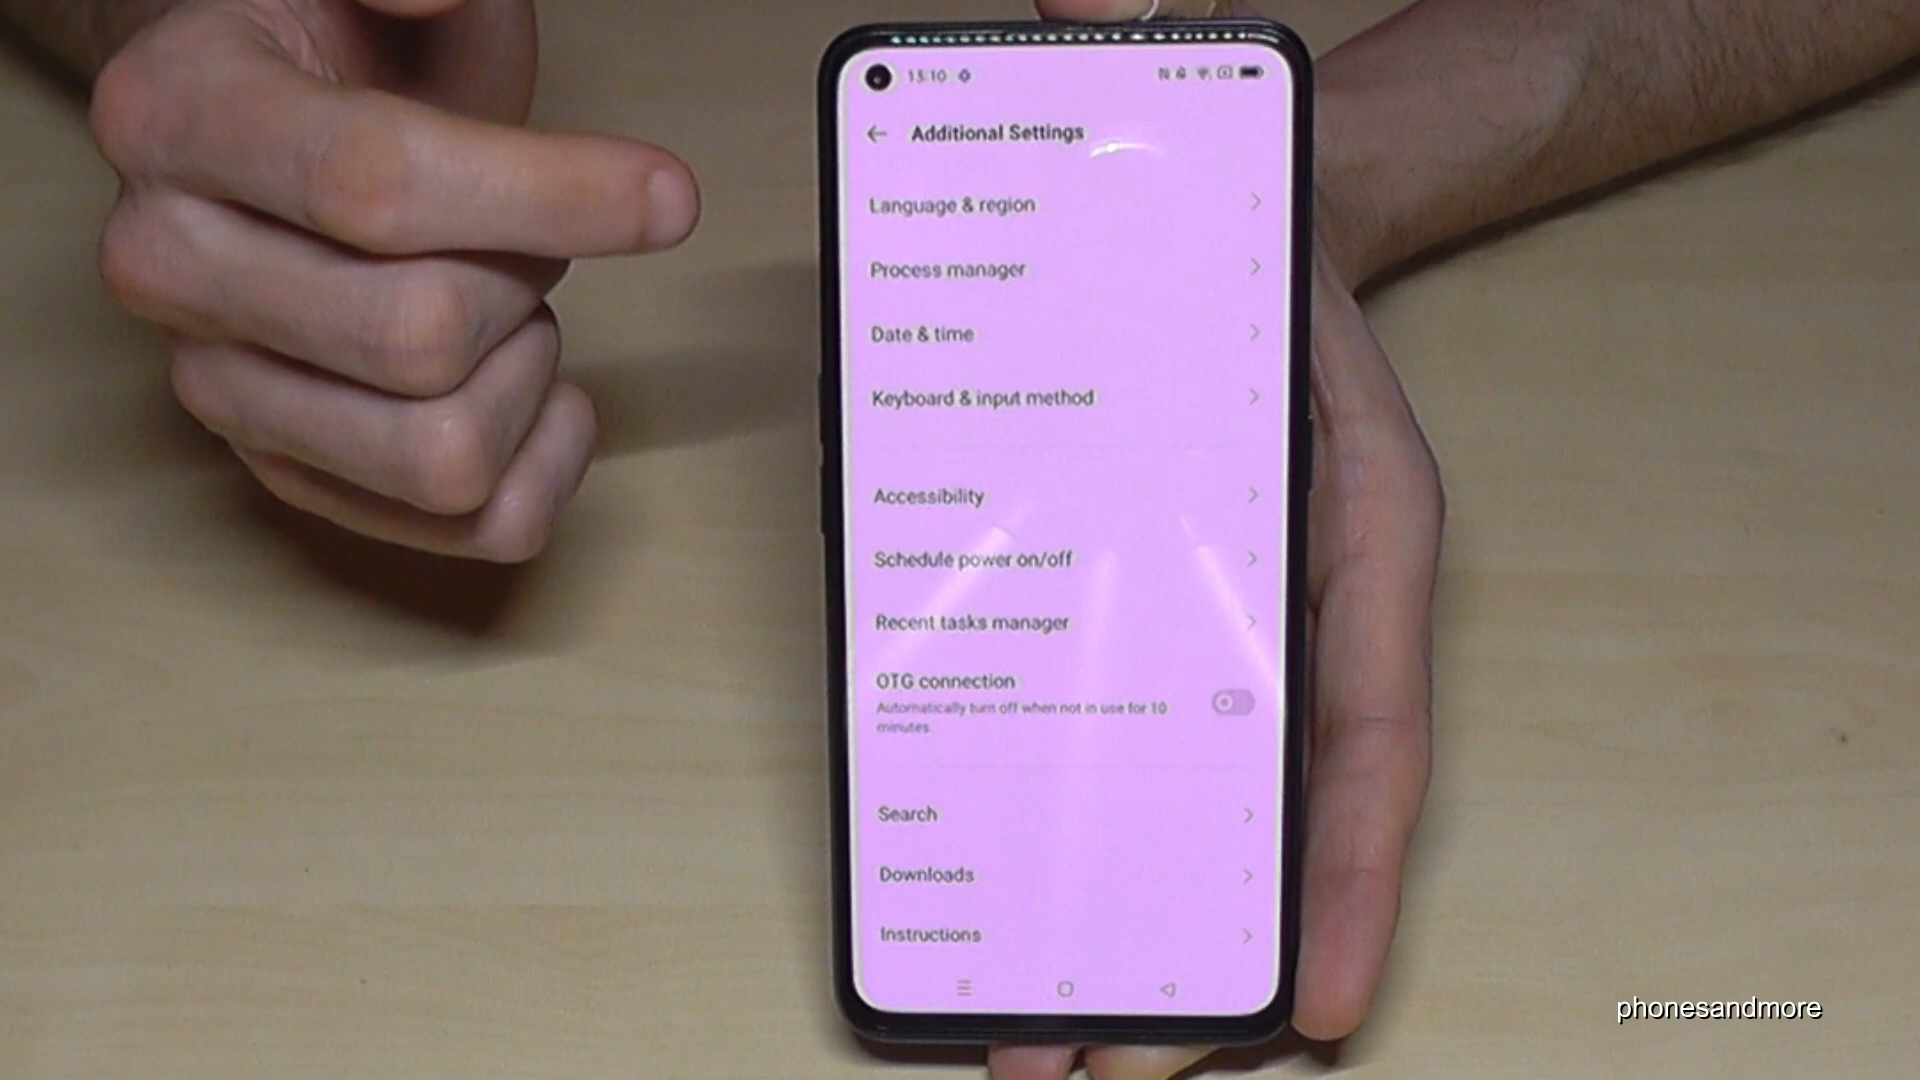 13:10
Additional Settings
Language & region
Process manager
Date & time
Keyboard & input method
Accessibility
Schedule power on/off
Recent tasks manager
OTG connection
Automatically turn off when not in use for 10
minutes.
Search
Downloads
Instructions
phonesandmore